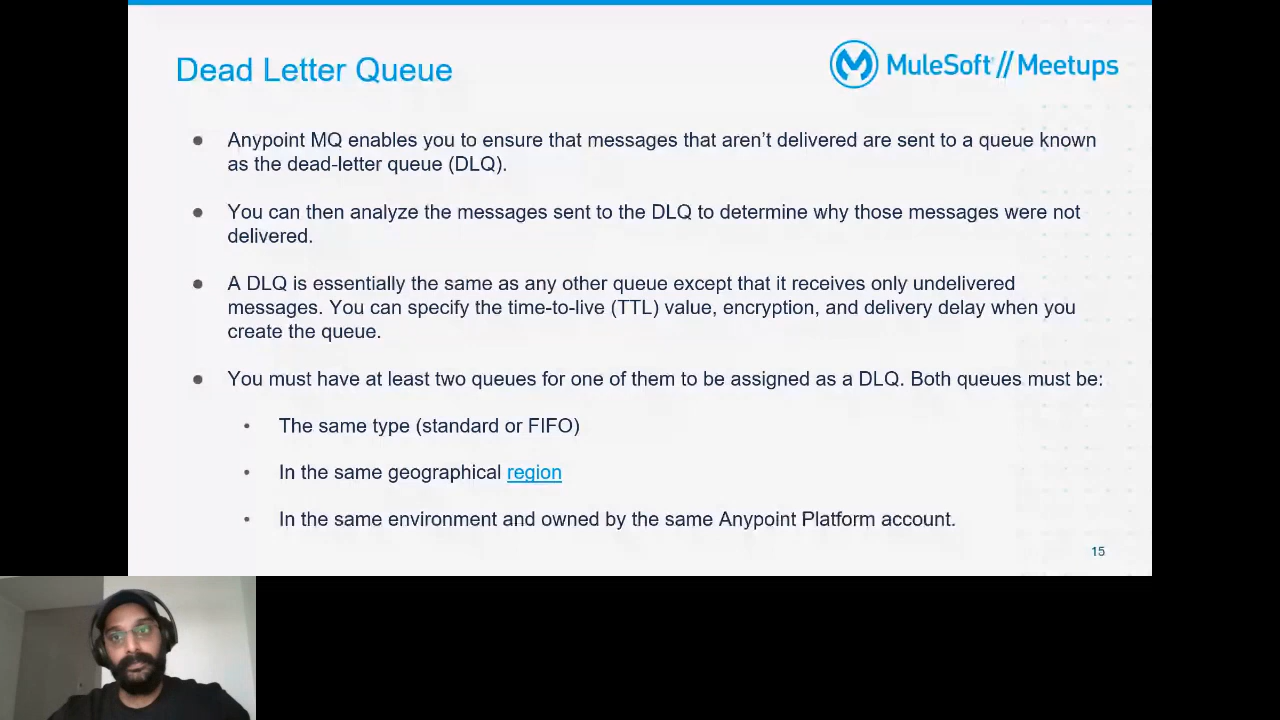 Dead Letter Queue
MuleSoft // Meetups
● Anypoint MQ enables you to ensure that messages that aren’t delivered are sent to a queue known
as the dead-letter queue (DLQ).
● You can then analyze the messages sent to the DLQ to determine why those messages were not
delivered.
● A DLQ is essentially the same as any other queue except that it receives only undelivered
messages. You can specify the time-to-live (TTL) value, encryption, and delivery delay when you
create the queue.
● You must have at least two queues for one of them to be assigned as a DLQ. Both queues must be:
• The same type (standard or FIFO)
• In the same geographical region
• In the same environment and owned by the same Anypoint Platform account.
15